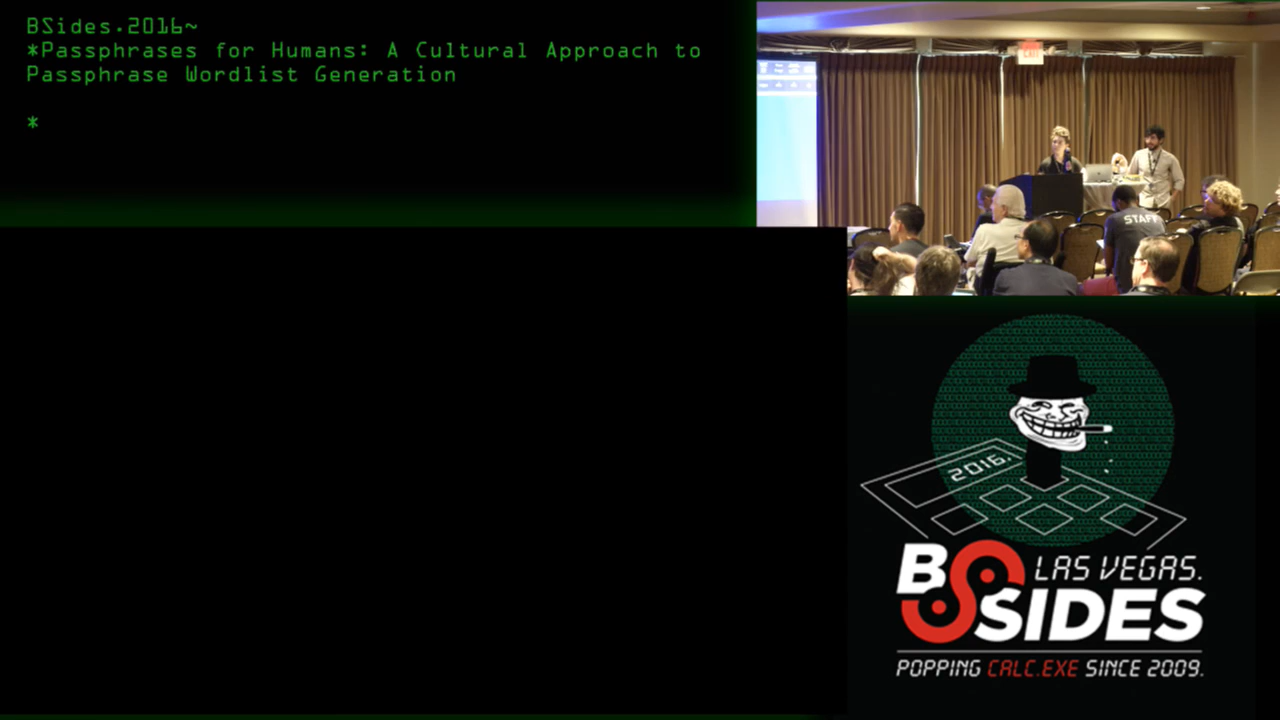 BSides.2016~
*Passphrases for Humans: A Cultural Approach to
Passphrase Wordlist Generation
*
EXIT
STAFF
2016.
BSIDES
LAS VEGAS.
POPPING CALC.EXE SINCE 2009.